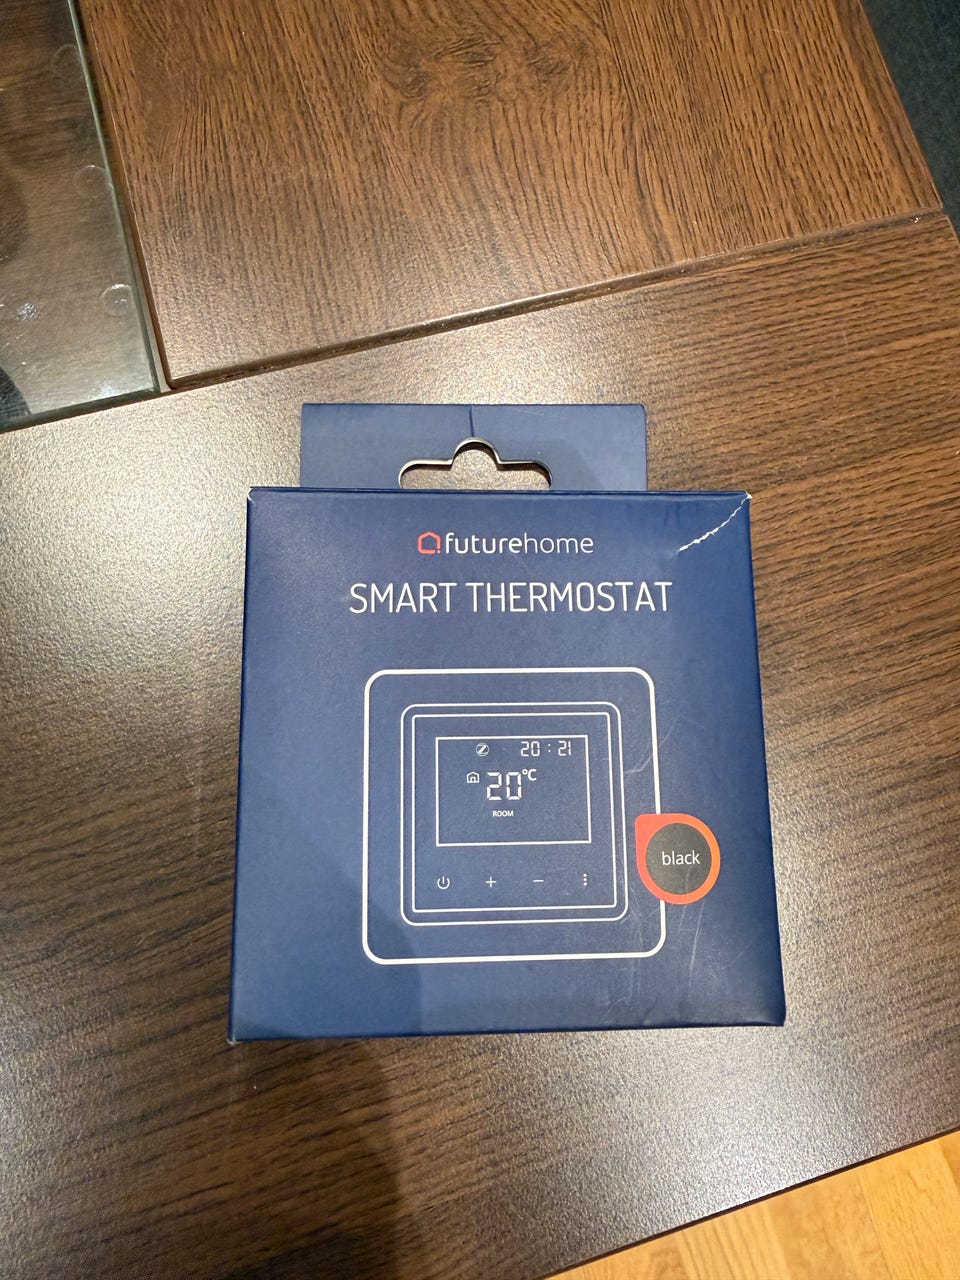 futurehome
SMART THERMOSTAT
20:21
20°C
ROOM
black